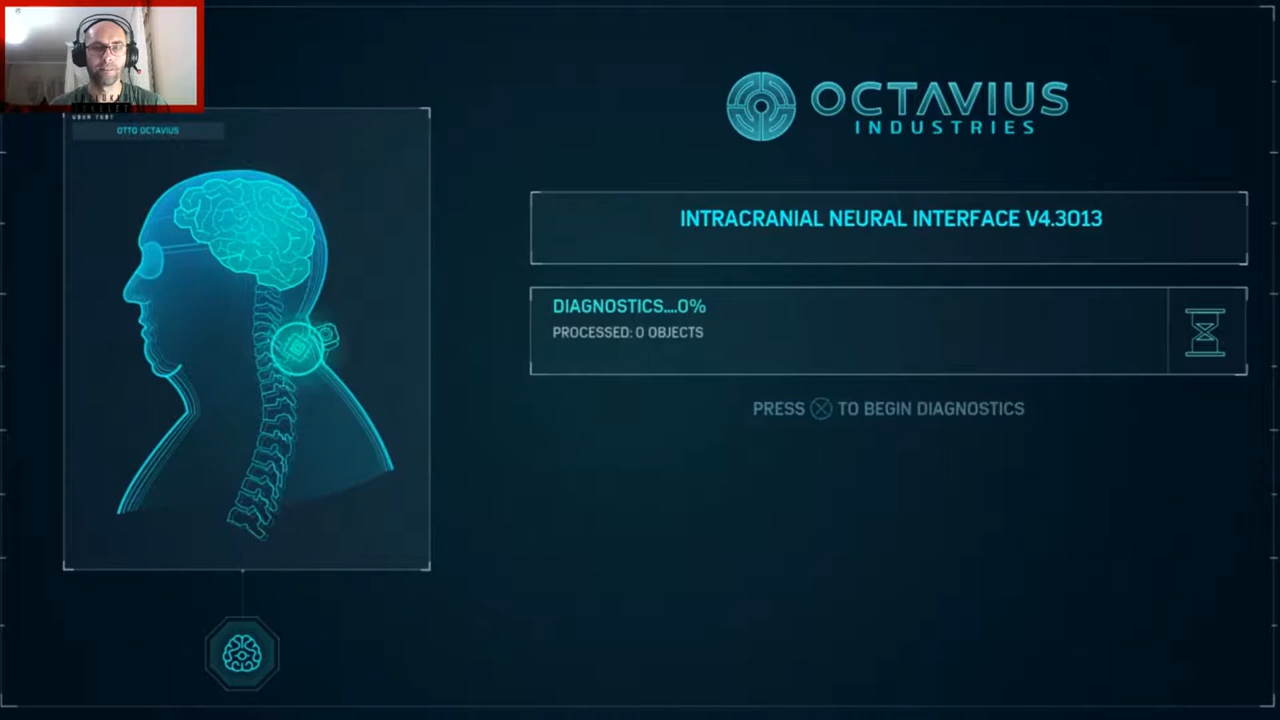 OTTO OCTAVIUS
OCTAVIUS
INDUSTRIES
INTRACRANIAL NEURAL INTERFACE V4.3013
DIAGNOSTICS....0%
PROCESSED: 0 OBJECTS
PRESS TO BEGIN DIAGNOSTICS